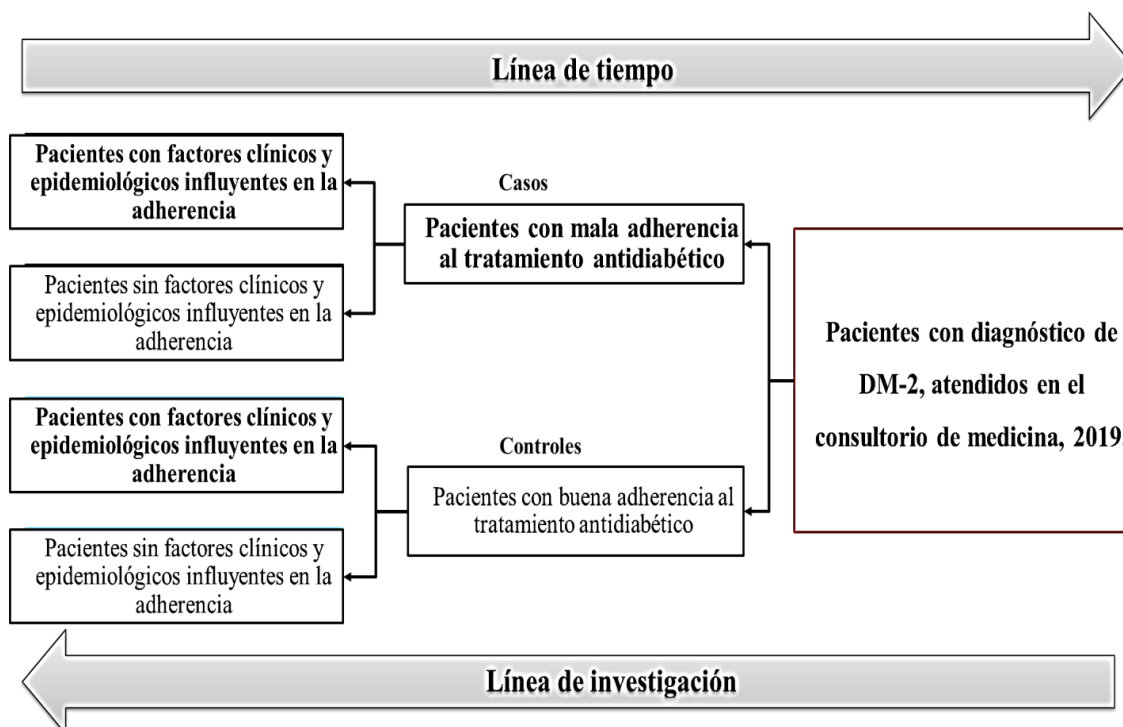 Línea de tiempo
Pacientes con factores clínicos y
epidemiológicos influyentes en la
adherencia
Pacientes sin factores clínicos y
epidemiológicos influyentes en la
adherencia
Pacientes con factores clínicos y
epidemiológicos influyentes en la
adherencia
Pacientes sin factores clínicos y
epidemiológicos influyentes en la
adherencia
Casos
Pacientes con mala adherencia
al tratamiento antidiabético
Controles
Pacientes con buena adherencia al
tratamiento antidiabético
Pacientes con diagnóstico de
DM-2, atendidos en el
consultorio de medicina, 2019.
Línea de investigación